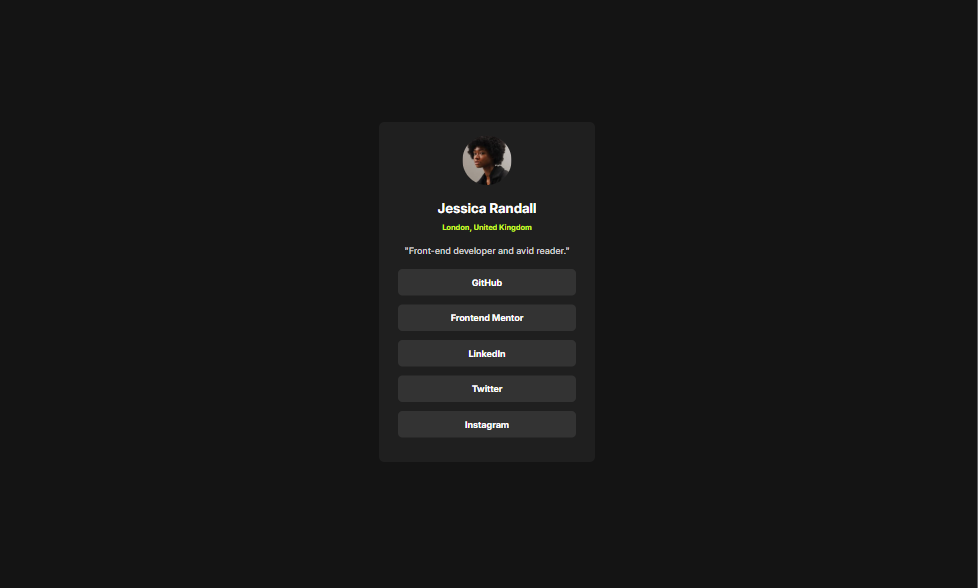 Jessica Randall
London, United Kingdom
"Front-end developer and avid reader."
GitHub
Frontend Mentor
LinkedIn
Twitter
Instagram